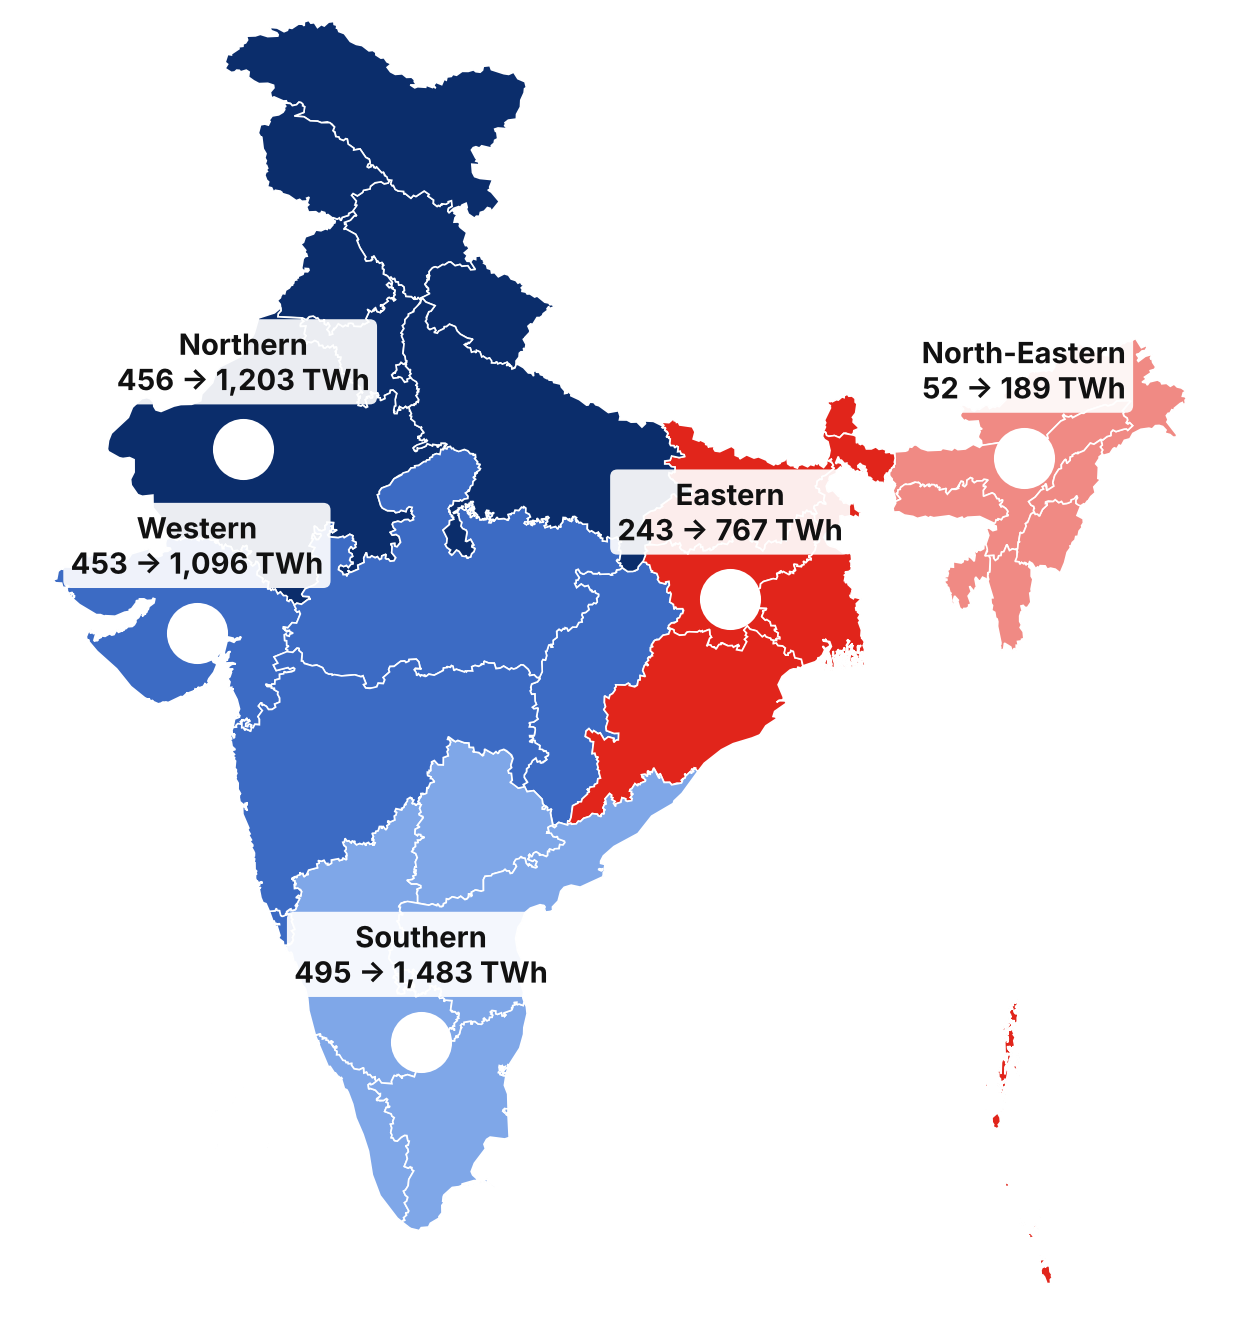 Northern
456 → 1,203 TWh
North-Eastern
52 → 189 TWh
Eastern
243 → 767 TWh
Western
453 → 1,096 TWh
Southern
495 → 1,483 TWh